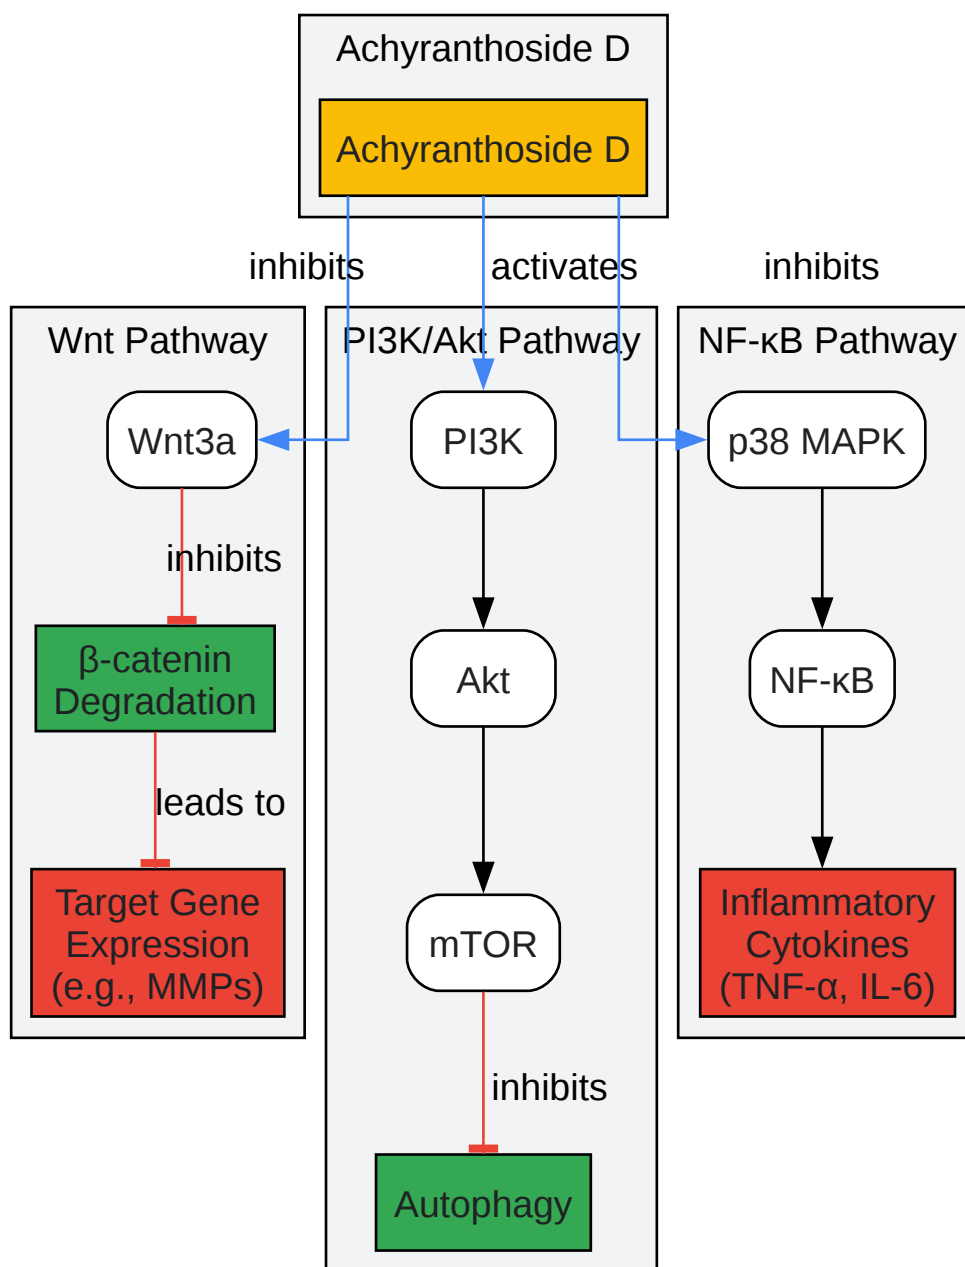 Achyranthoside D
Achyranthoside D
inhibits
activates
inhibits
Wnt Pathway
PI3K/Akt Pathway
NF-κB Pathway
Wnt3a
PI3K
p38 MAPK
inhibits
β-catenin
Degradation
Akt
NF-κB
leads to
Target Gene
Expression
(e.g., MMPs)
mTOR
Inflammatory
Cytokines
(TNF-α, IL-6)
inhibits
Autophagy